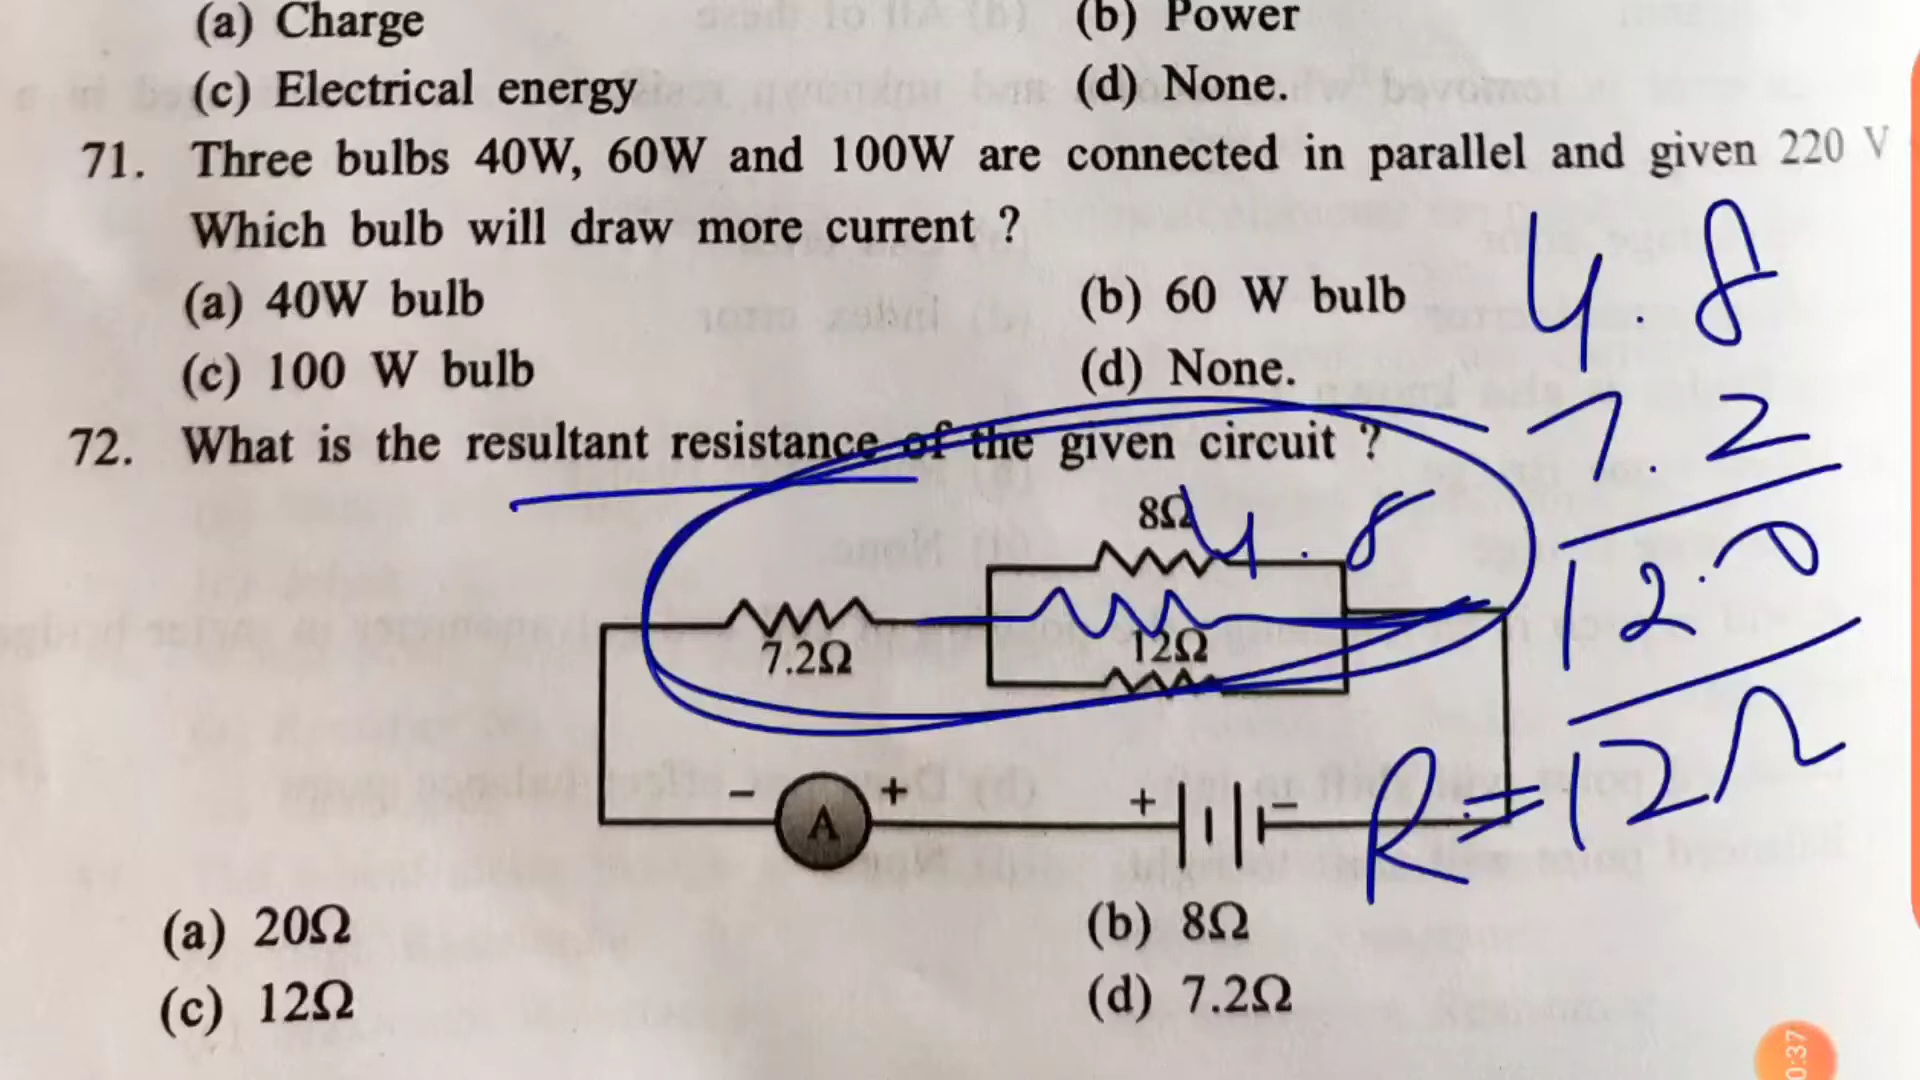 (a) Charge (b) Power
(c) Electrical energy (d) None.
71. Three bulbs 40W, 60W and 100W are connected in parallel and given 220 V
Which bulb will draw more current ?
(a) 40W bulb (b) 60 W bulb
(c) 100 W bulb (d) None.
72. What is the resultant resistance of the given circuit ?
8Ω
4.8
7.2Ω
12Ω
- A +
+ -
4.8
7.2
12.0
R = 12Ω
(a) 20Ω (b) 8Ω
(c) 12Ω (d) 7.2Ω
0:37